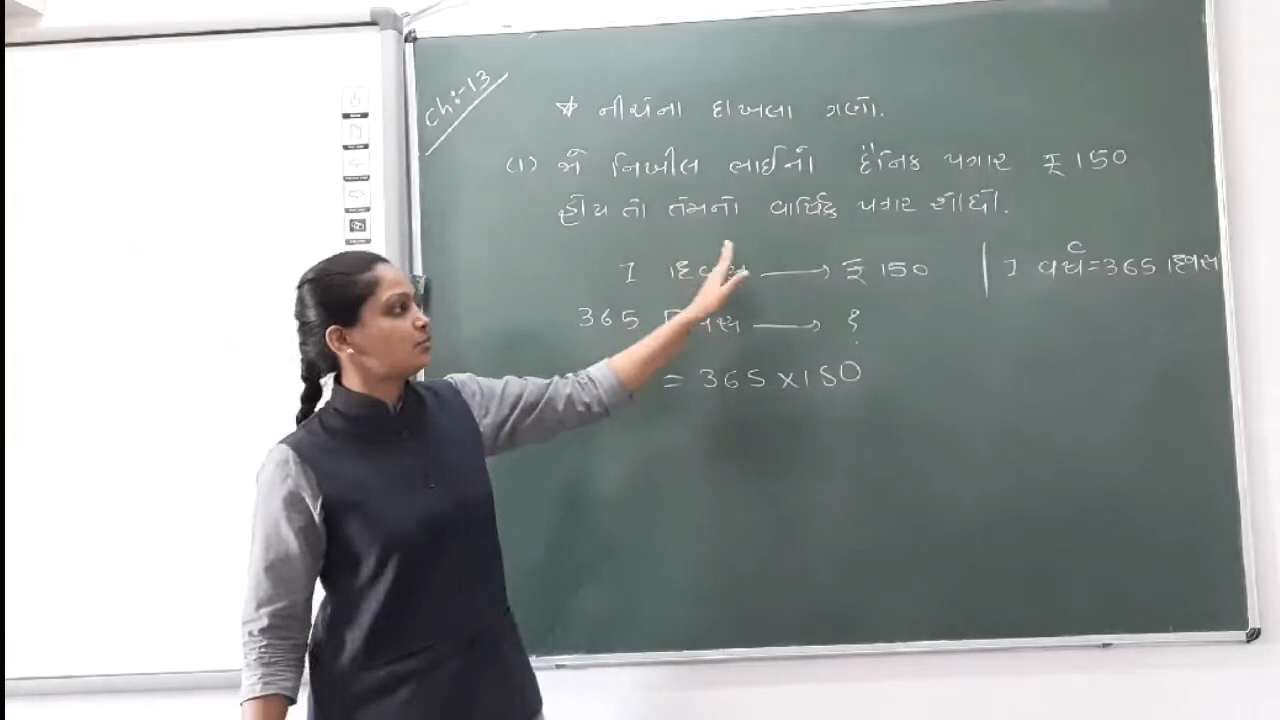 Ch:-13
* નીચેના દાખલા ગણો.
(1) જો નિખીલ ભાઈનો દૈનિક પગાર ₹ 150
હોય તો તેમનો વાર્ષિક પગાર શોધો.
1 દિવસ → ₹ 150 | 1 વર્ષ = 365 દિવસ
365 દિવસ → ?
= 365 × 150